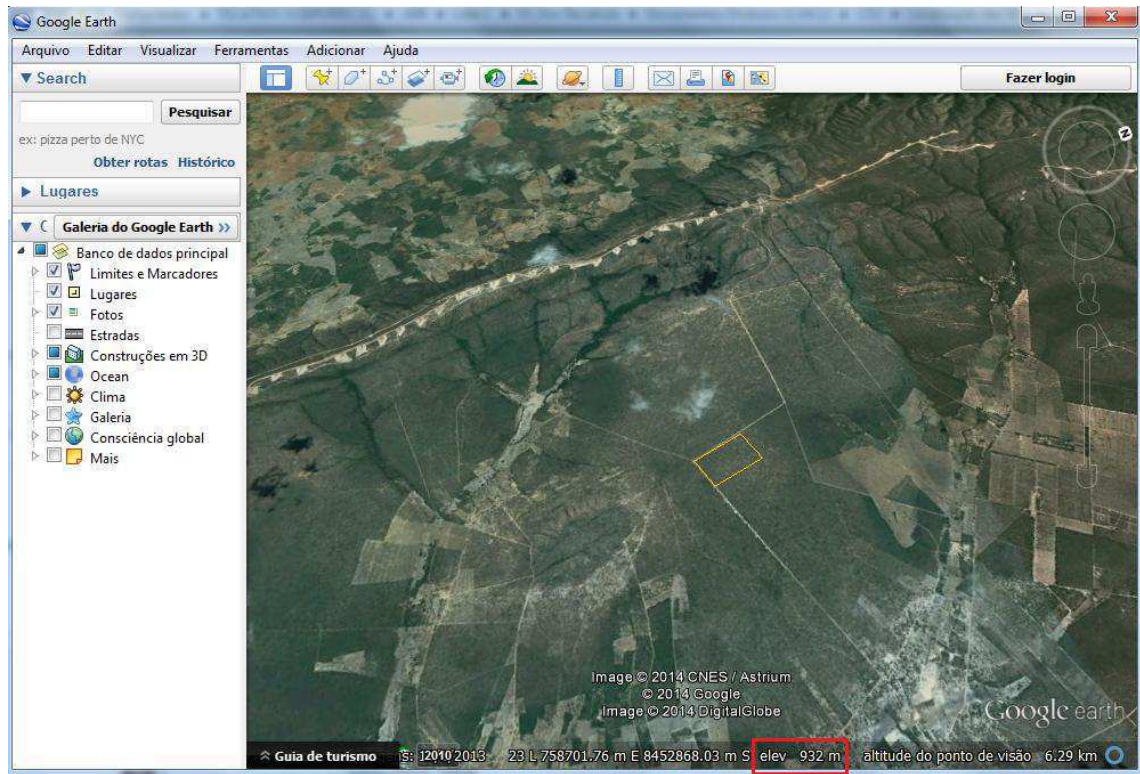 Google Earth
Arquivo Editar Visualizar Ferramentas Adicionar Ajuda
▼ Search
Fazer login
Pesquisar
ex: pizza perto de NYC
Obter rotas Histórico
▶ Lugares
▼ C Galeria do Google Earth »
Banco de dados principal
Limites e Marcadores
Lugares
Fotos
Estradas
Construções em 3D
Ocean
Clima
Galeria
Consciência global
Mais
N
Image © 2014 CNES / Astrium
© 2014 Google
Image © 2014 DigitalGlobe
Google earth
Guia de turismo 2013 23 L 758701.76 m E 8452868.03 m S elev 932 m altitude do ponto de visão 6.29 km